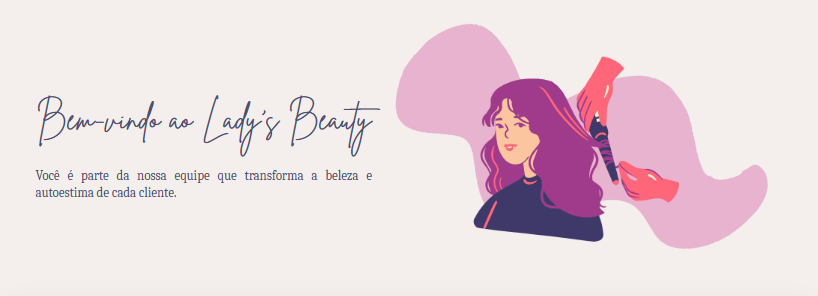 Bem-vindo ao Lady's Beauty
Você é parte da nossa equipe que transforma a beleza e
autoestima de cada cliente.